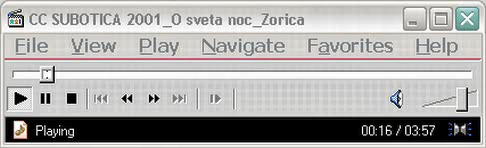 CC SUBOTICA 2001_O sveta noc_Zorica
File View Play Navigate Favorites Help
Playing 00:16 / 03:57